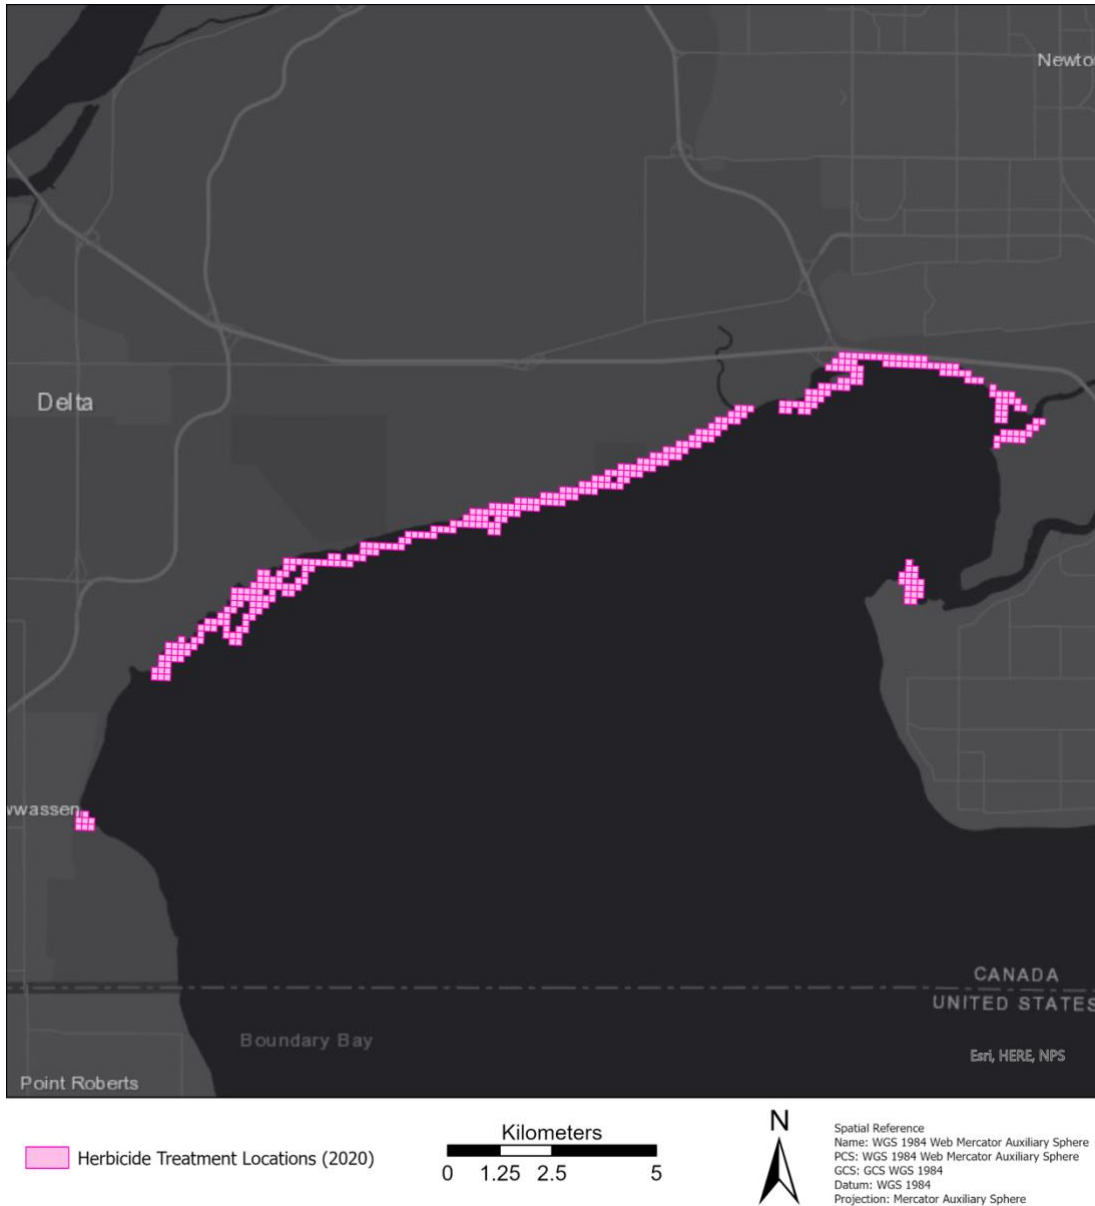 Newto
Delta
wwassen
CANADA
UNITED STATES
Boundary Bay
Esri, HERE, NPS
Point Roberts
Herbicide Treatment Locations (2020)
Kilometers
0 1.25 2.5 5
N
Spatial Reference
Name: WGS 1984 Web Mercator Auxiliary Sphere
PCS: WGS 1984 Web Mercator Auxiliary Sphere
GCS: GCS WGS 1984
Datum: WGS 1984
Projection: Mercator Auxiliary Sphere